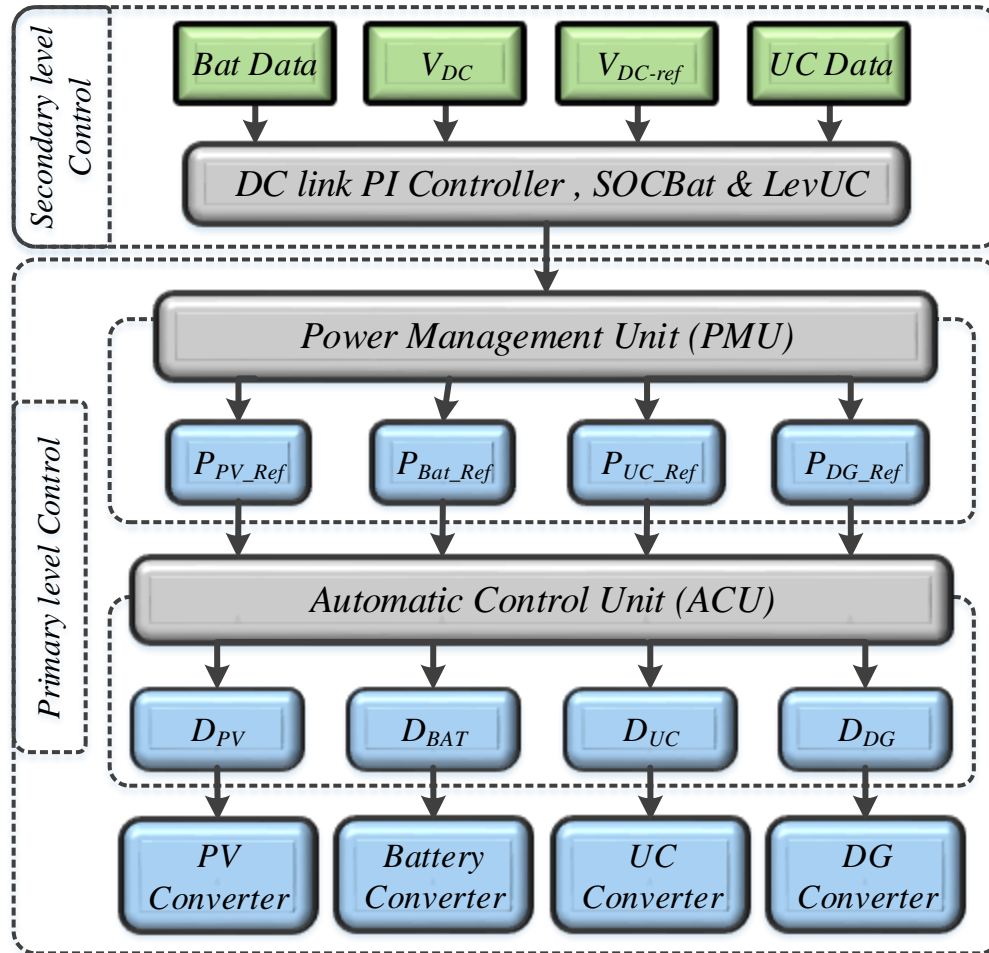 Secondary level
Control
Bat Data
V_DC
V_DC-ref
UC Data
DC link PI Controller , SOCBat & LevUC
Primary level Control
Power Management Unit (PMU)
P_PV_Ref
P_Bat_Ref
P_UC_Ref
P_DG_Ref
Automatic Control Unit (ACU)
D_PV
D_BAT
D_UC
D_DG
PV
Converter
Battery
Converter
UC
Converter
DG
Converter